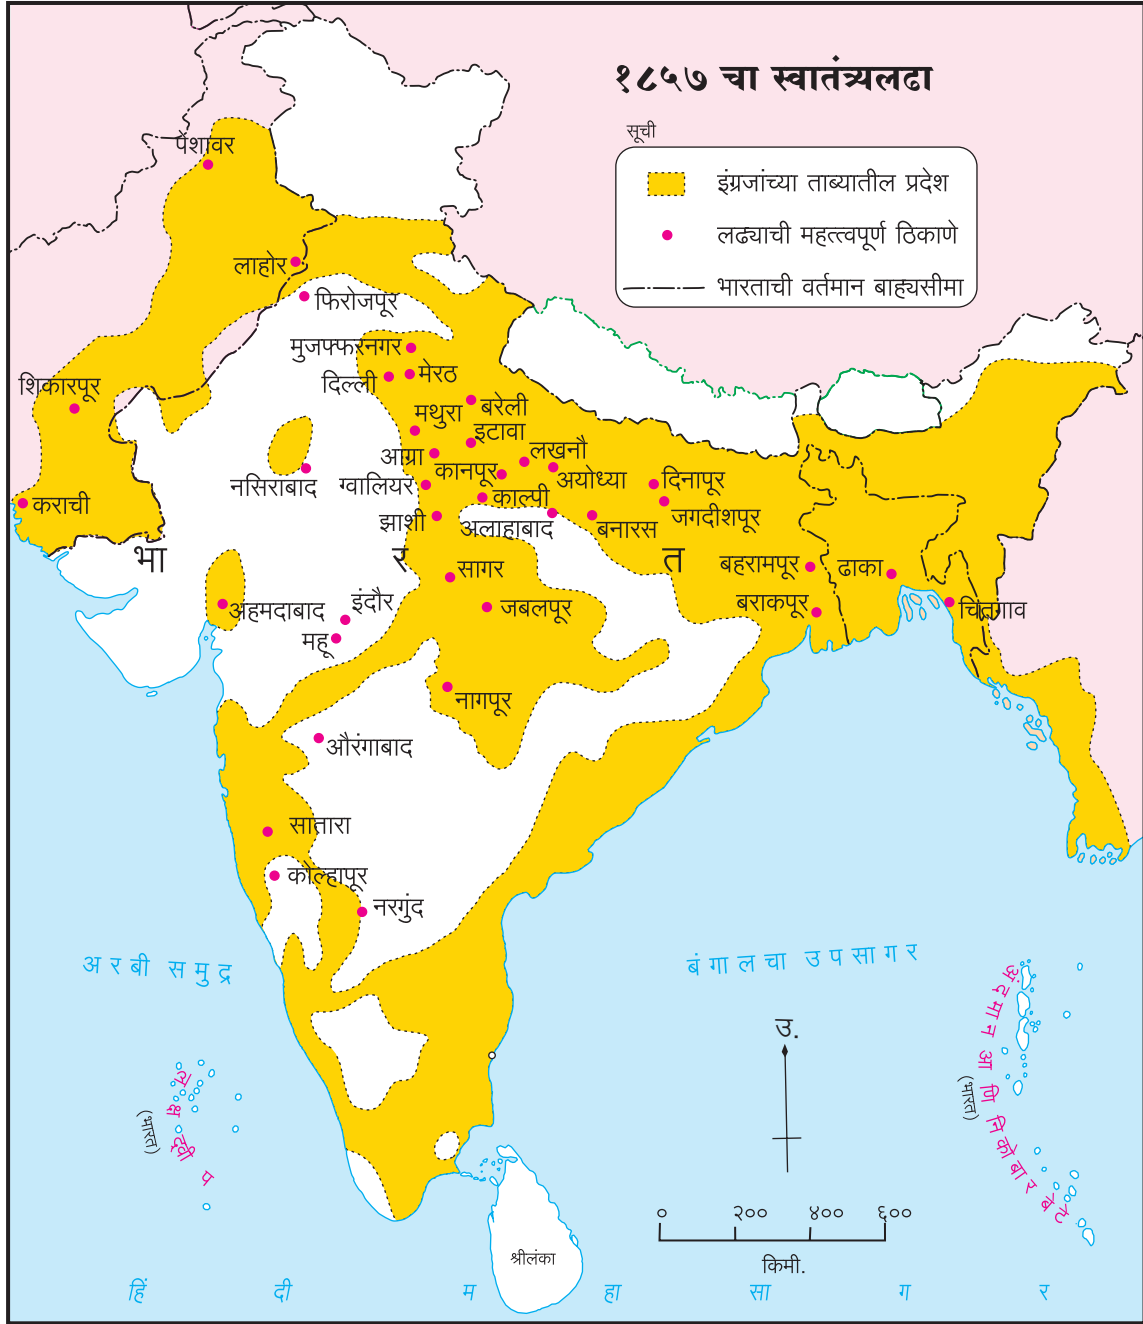 १८५७ चा स्वातंत्र्यलढा
सूची
इंग्रजांच्या ताब्यातील प्रदेश
लढ्याची महत्त्वपूर्ण ठिकाणे
भारताची वर्तमान बाह्यसीमा
पेशावर
लाहोर
फिरोजपूर
मुजफ्फरनगर
दिल्ली
मेरठ
शिकारपूर
मथुरा
बरेली
इटावा
आग्रा
लखनौ
कानपूर
अयोध्या
दिनापूर
नसिराबाद
ग्वालियर
काल्पी
कराची
झाशी
अलाहाबाद
बनारस
जगदीशपूर
भा र त
सागर
बहरामपूर
ढाका
अहमदाबाद
इंदौर
जबलपूर
बराकपूर
चितगाव
महू
नागपूर
औरंगाबाद
सातारा
कोल्हापूर
नरगुंद
अरबी समुद्र
बंगालचा उपसागर
अंदमान आणि निकोबार बेटे
(भारत)
उ.
लक्षद्वीप
(भारत)
० २०० ४०० ६००
किमी.
श्रीलंका
हिं दी म हा सा ग र